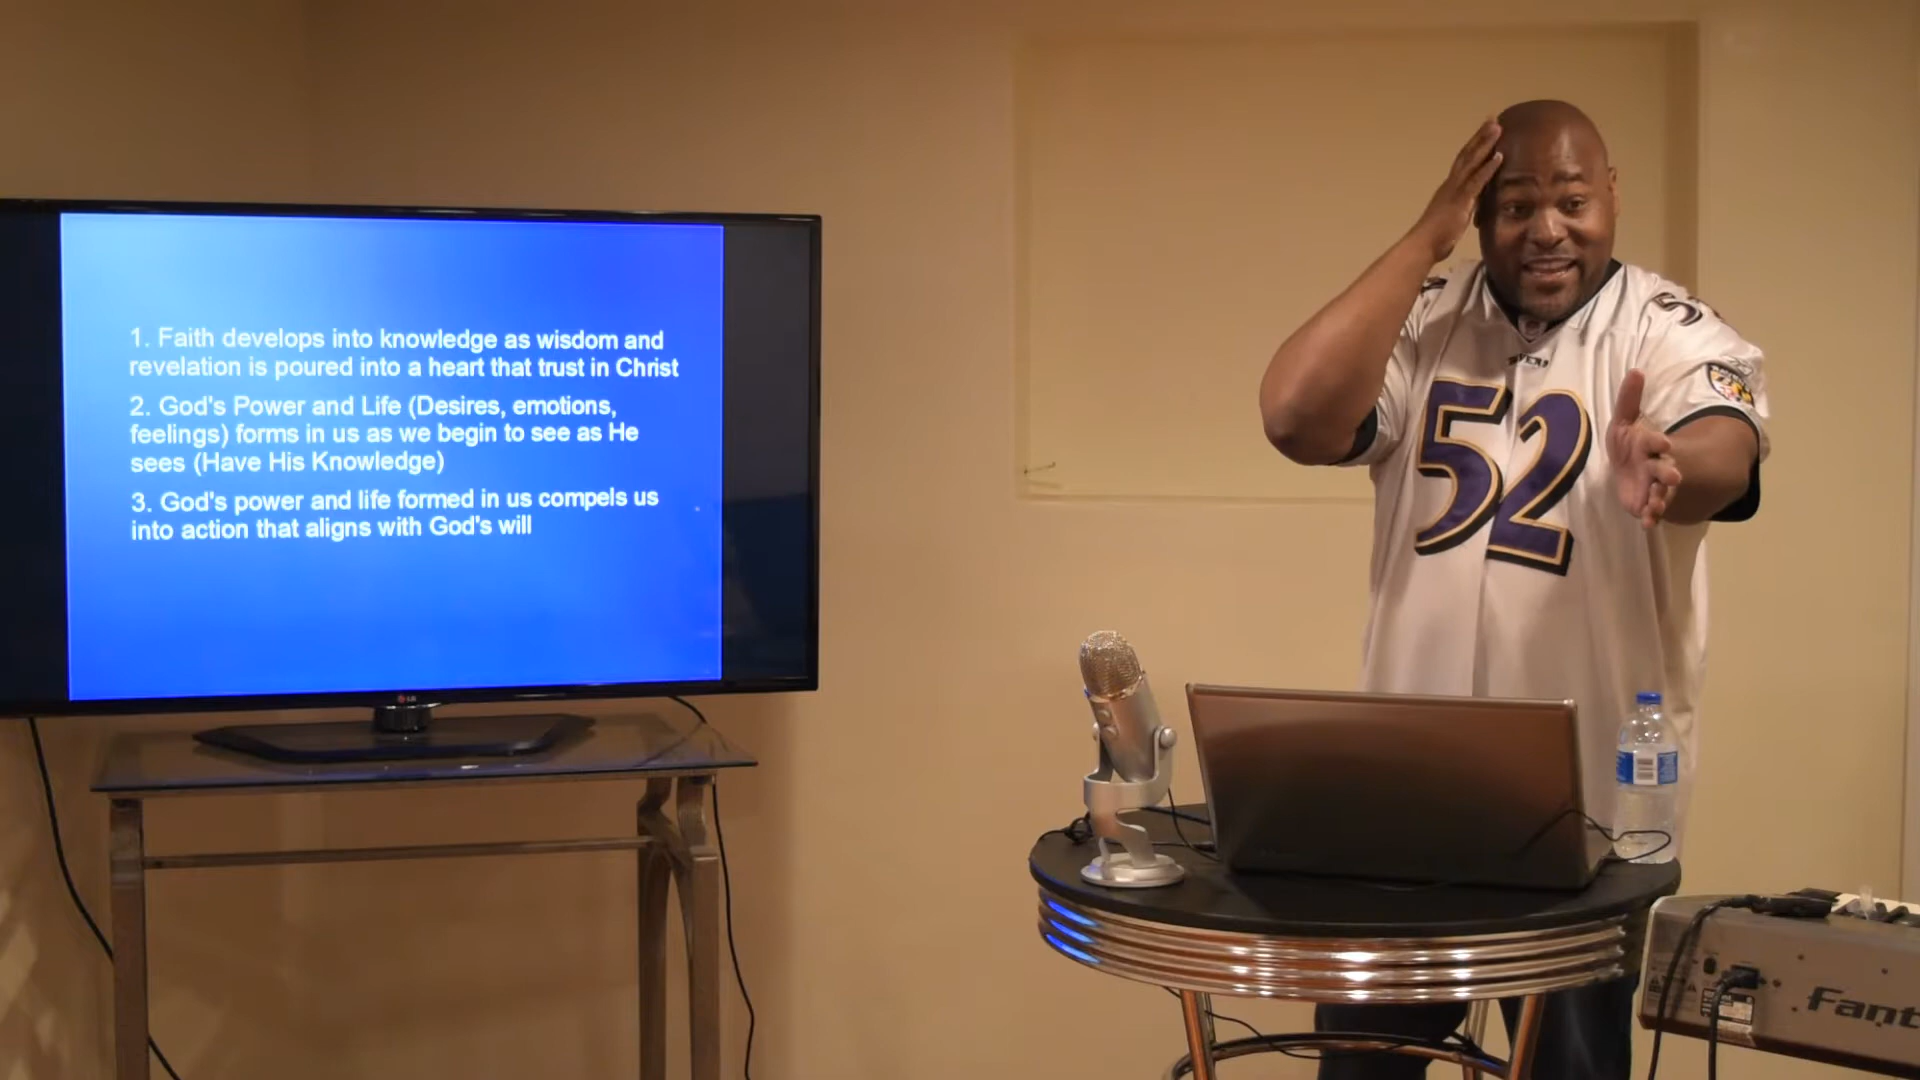 1. Faith develops into knowledge as wisdom and
revelation is poured into a heart that trust in Christ
2. God's Power and Life (Desires, emotions,
feelings) forms in us as we begin to see as He
sees (Have His Knowledge)
3. God's power and life formed in us compels us
into action that aligns with God's will
LG
52
Fant